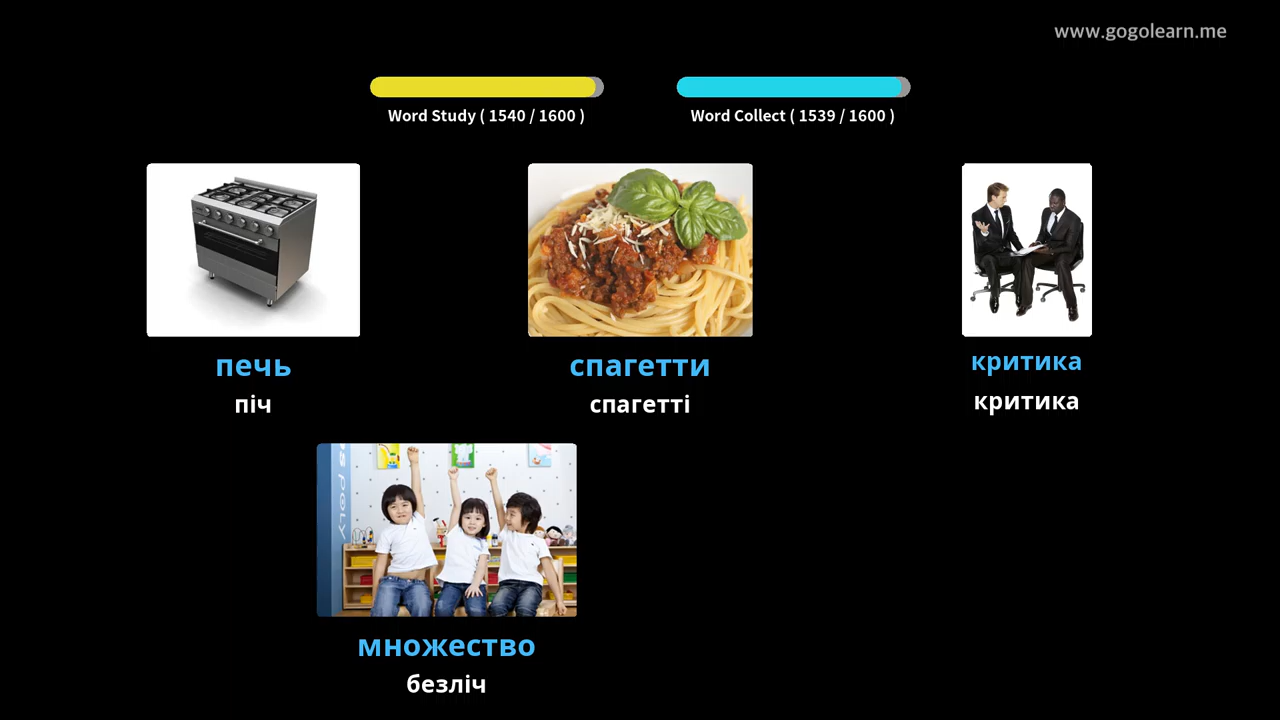 www.gogolearn.me
Word Study ( 1540 / 1600 )
Word Collect ( 1539 / 1600 )
печь
піч
спагетти
спагетті
критика
критика
POLY
множество
безліч